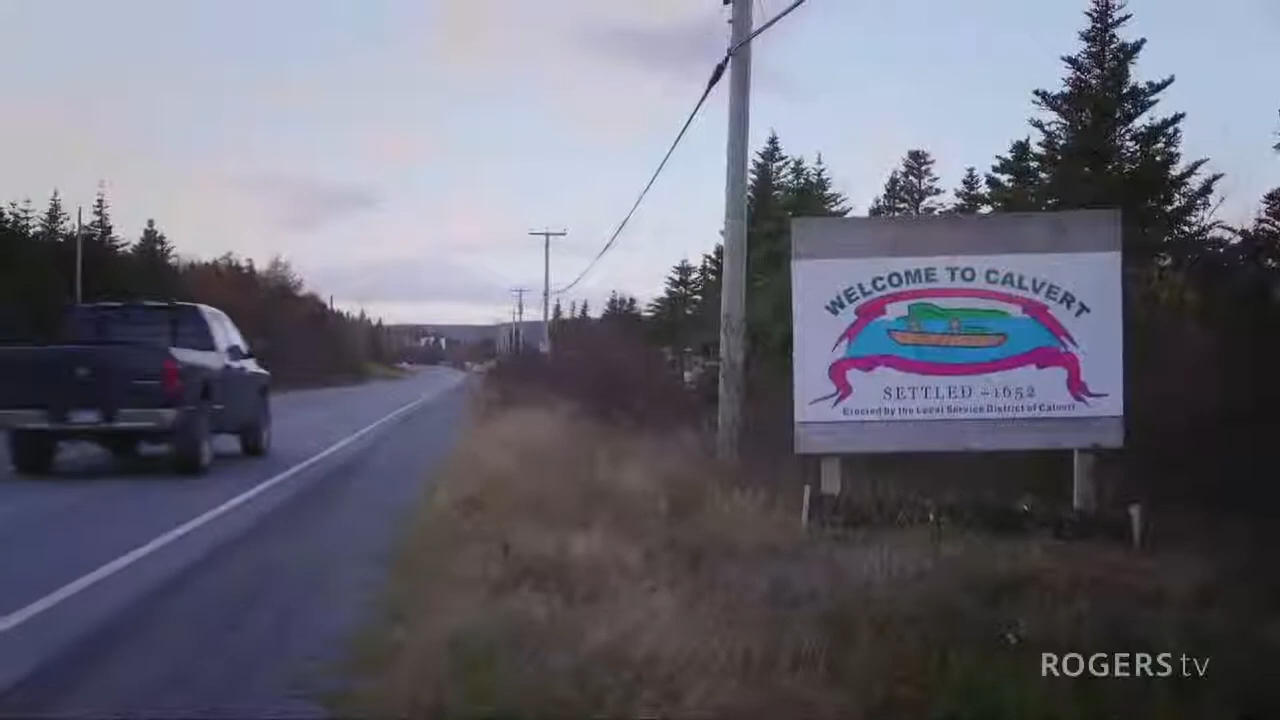 WELCOME TO CALVERT
SETTLED ~1652
Erected by the Local Service District of Calvert
ROGERS tv